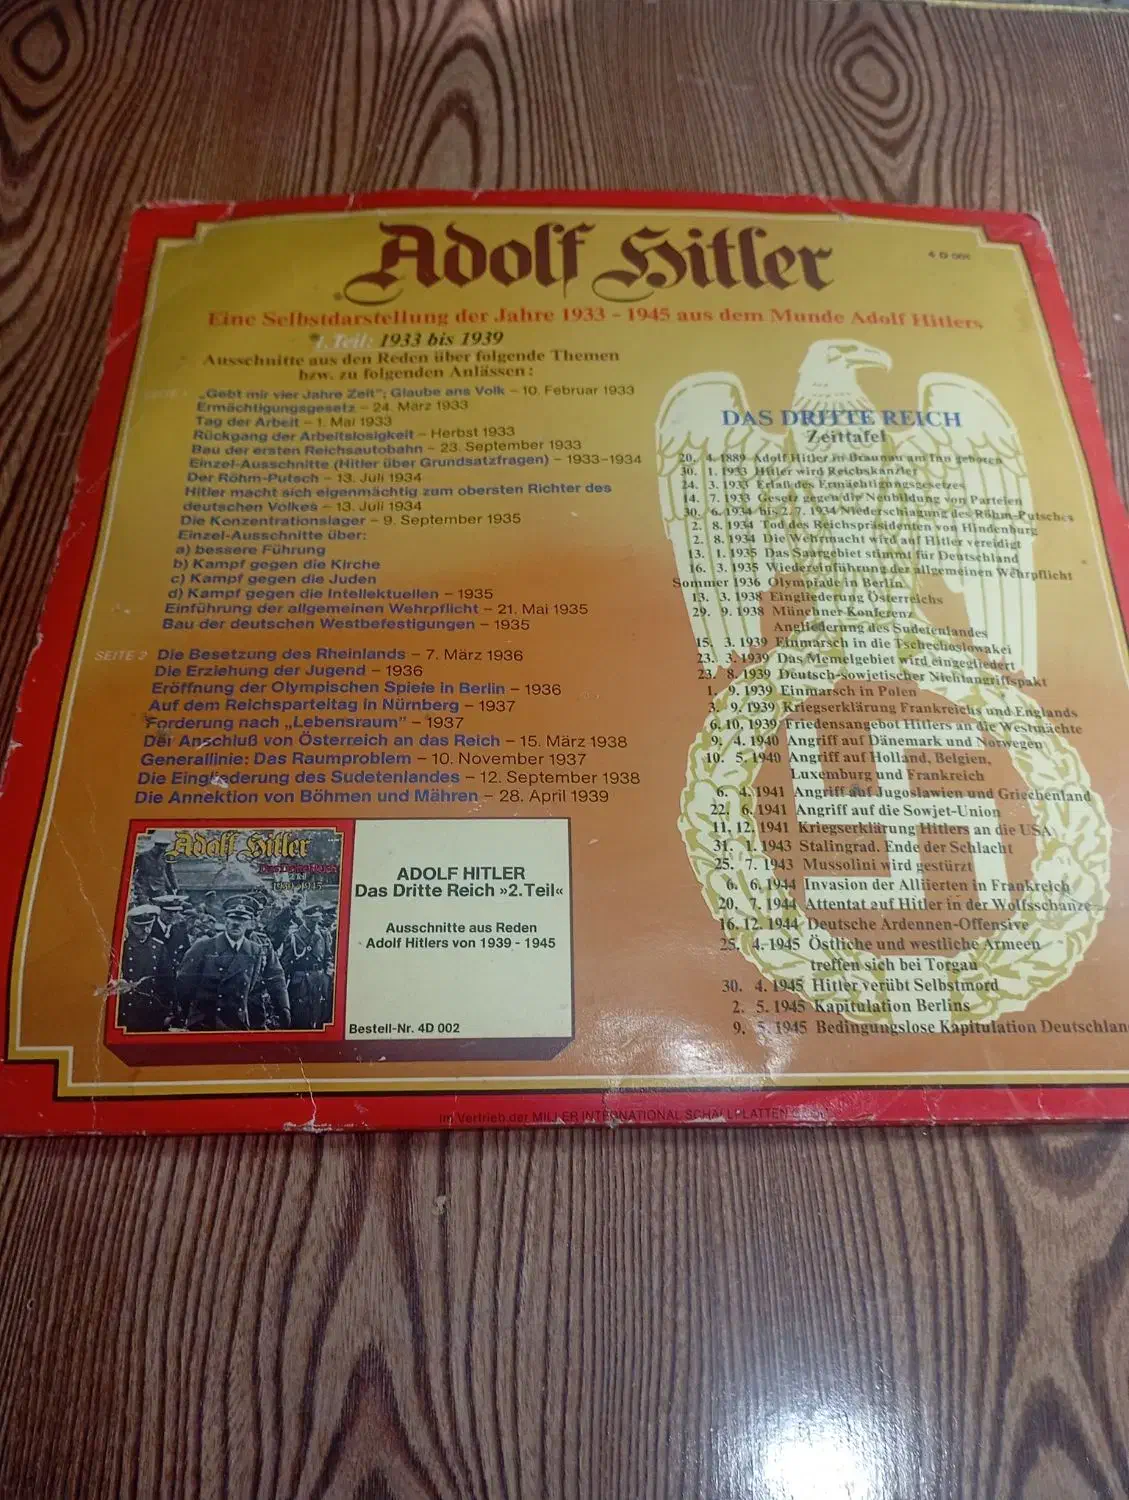 Adolf Hitler
Eine Selbstdarstellung der Jahre 1933 - 1945 aus dem Munde Adolf Hitlers
1. Teil: 1933 bis 1939
Ausschnitte aus den Reden über folgende Themen
bzw. zu folgenden Anlässen:
SEITE 1 „Gebt mir vier Jahre Zeit”; Glaube ans Volk – 10. Februar 1933
Ermächtigungsgesetz – 24. März 1933
Tag der Arbeit – 1. Mai 1933
Rückgang der Arbeitslosigkeit – Herbst 1933
Bau der ersten Reichsautobahn – 23. September 1933
Einzel-Ausschnitte (Hitler über Grundsatzfragen) – 1933–1934
Der Röhm-Putsch – 13. Juli 1934
Hitler macht sich eigenmächtig zum obersten Richter des
deutschen Volkes – 13. Juli 1934
Die Konzentrationslager – 9. September 1935
Einzel-Ausschnitte über:
a) bessere Führung
b) Kampf gegen die Kirche
c) Kampf gegen die Juden
d) Kampf gegen die Intellektuellen – 1935
Einführung der allgemeinen Wehrpflicht – 21. Mai 1935
Bau der deutschen Westbefestigungen – 1935
SEITE 2 Die Besetzung des Rheinlands – 7. März 1936
Die Erziehung der Jugend – 1936
Eröffnung der Olympischen Spiele in Berlin – 1936
Auf dem Reichsparteitag in Nürnberg – 1937
Forderung nach „Lebensraum” – 1937
Der Anschluß von Österreich an das Reich – 15. März 1938
Generallinie: Das Raumproblem – 10. November 1937
Die Eingliederung des Sudetenlandes – 12. September 1938
Die Annektion von Böhmen und Mähren – 28. April 1939
DAS DRITTE REICH
Zeittafel
20. 4. 1889 Adolf Hitler in Braunau am Inn geboren
30. 1. 1933 Hitler wird Reichskanzler
24. 3. 1933 Erlaß des Ermächtigungsgesetzes
14. 7. 1933 Gesetz gegen die Neubildung von Parteien
30. 6. 1934 bis 2. 7. 1934 Niederschlagung des Röhm-Putsches
2. 8. 1934 Tod des Reichspräsidenten von Hindenburg
2. 8. 1934 Die Wehrmacht wird auf Hitler vereidigt
13. 1. 1935 Das Saargebiet stimmt für Deutschland
16. 3. 1935 Wiedereinführung der allgemeinen Wehrpflicht
Sommer 1936 Olympiade in Berlin
13. 3. 1938 Eingliederung Österreichs
29. 9. 1938 Münchner Konferenz
Angliederung des Sudetenlandes
15. 3. 1939 Einmarsch in die Tschechoslowakei
23. 3. 1939 Das Memelgebiet wird eingegliedert
23. 8. 1939 Deutsch-sowjetischer Nichtangriffspakt
1. 9. 1939 Einmarsch in Polen
3. 9. 1939 Kriegserklärung Frankreichs und Englands
6. 10. 1939 Friedensangebot Hitlers an die Westmächte
9. 4. 1940 Angriff auf Dänemark und Norwegen
10. 5. 1940 Angriff auf Holland, Belgien,
Luxemburg und Frankreich
6. 4. 1941 Angriff auf Jugoslawien und Griechenland
22. 6. 1941 Angriff auf die Sowjet-Union
11. 12. 1941 Kriegserklärung Hitlers an die USA
31. 1. 1943 Stalingrad. Ende der Schlacht
25. 7. 1943 Mussolini wird gestürzt
6. 6. 1944 Invasion der Alliierten in Frankreich
20. 7. 1944 Attentat auf Hitler in der Wolfsschanze
16. 12. 1944 Deutsche Ardennen-Offensive
25. 4. 1945 Östliche und westliche Armeen
treffen sich bei Torgau
30. 4. 1945 Hitler verübt Selbstmord
2. 5. 1945 Kapitulation Berlins
9. 5. 1945 Bedingungslose Kapitulation Deutschlan
Adolf Hitler
Das Dritte Reich
1939-1945
ADOLF HITLER
Das Dritte Reich »2. Teil«
Ausschnitte aus Reden
Adolf Hitlers von 1939 - 1945
Bestell-Nr. 4D 002
Im Vertrieb der MILLER INTERNATIONAL SCHALLPLATTEN